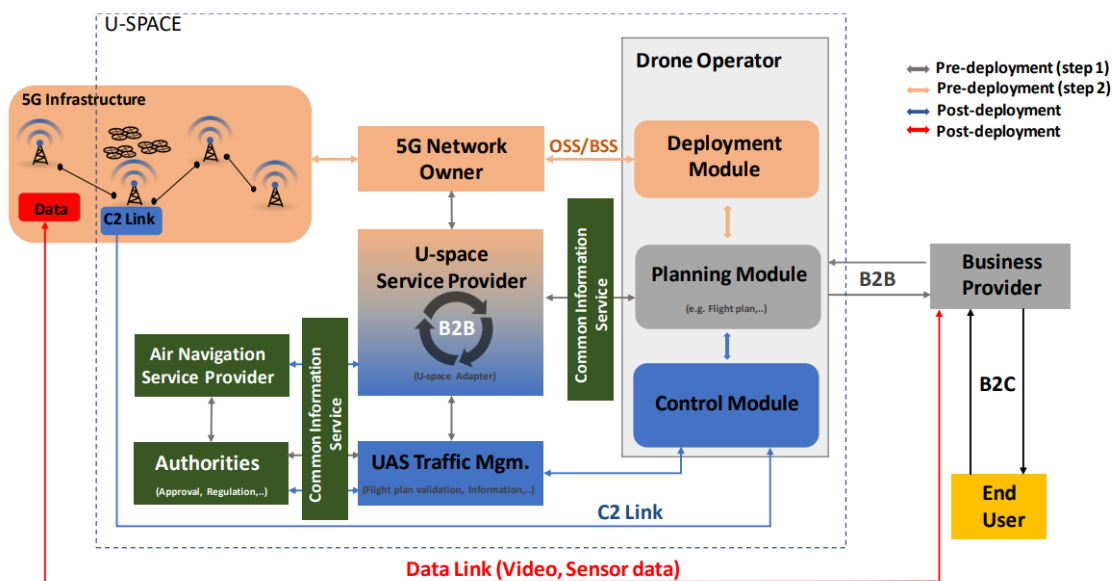 U-SPACE
Drone Operator
Pre-deployment (step 1)
Pre-deployment (step 2)
Post-deployment
Post-deployment
5G Infrastructure
Data
C2 Link
5G Network
Owner
OSS/BSS
Deployment
Module
U-space
Service Provider
B2B
(U-space Adapter)
Common Information
Service
Planning Module
(e.g. Flight plan,..)
B2B
Business
Provider
Air Navigation
Service Provider
Common Information
Service
Control Module
B2C
Authorities
(Approval, Regulation,..)
UAS Traffic Mgm.
(Flight plan validation, Information,..)
C2 Link
End
User
Data Link (Video, Sensor data)